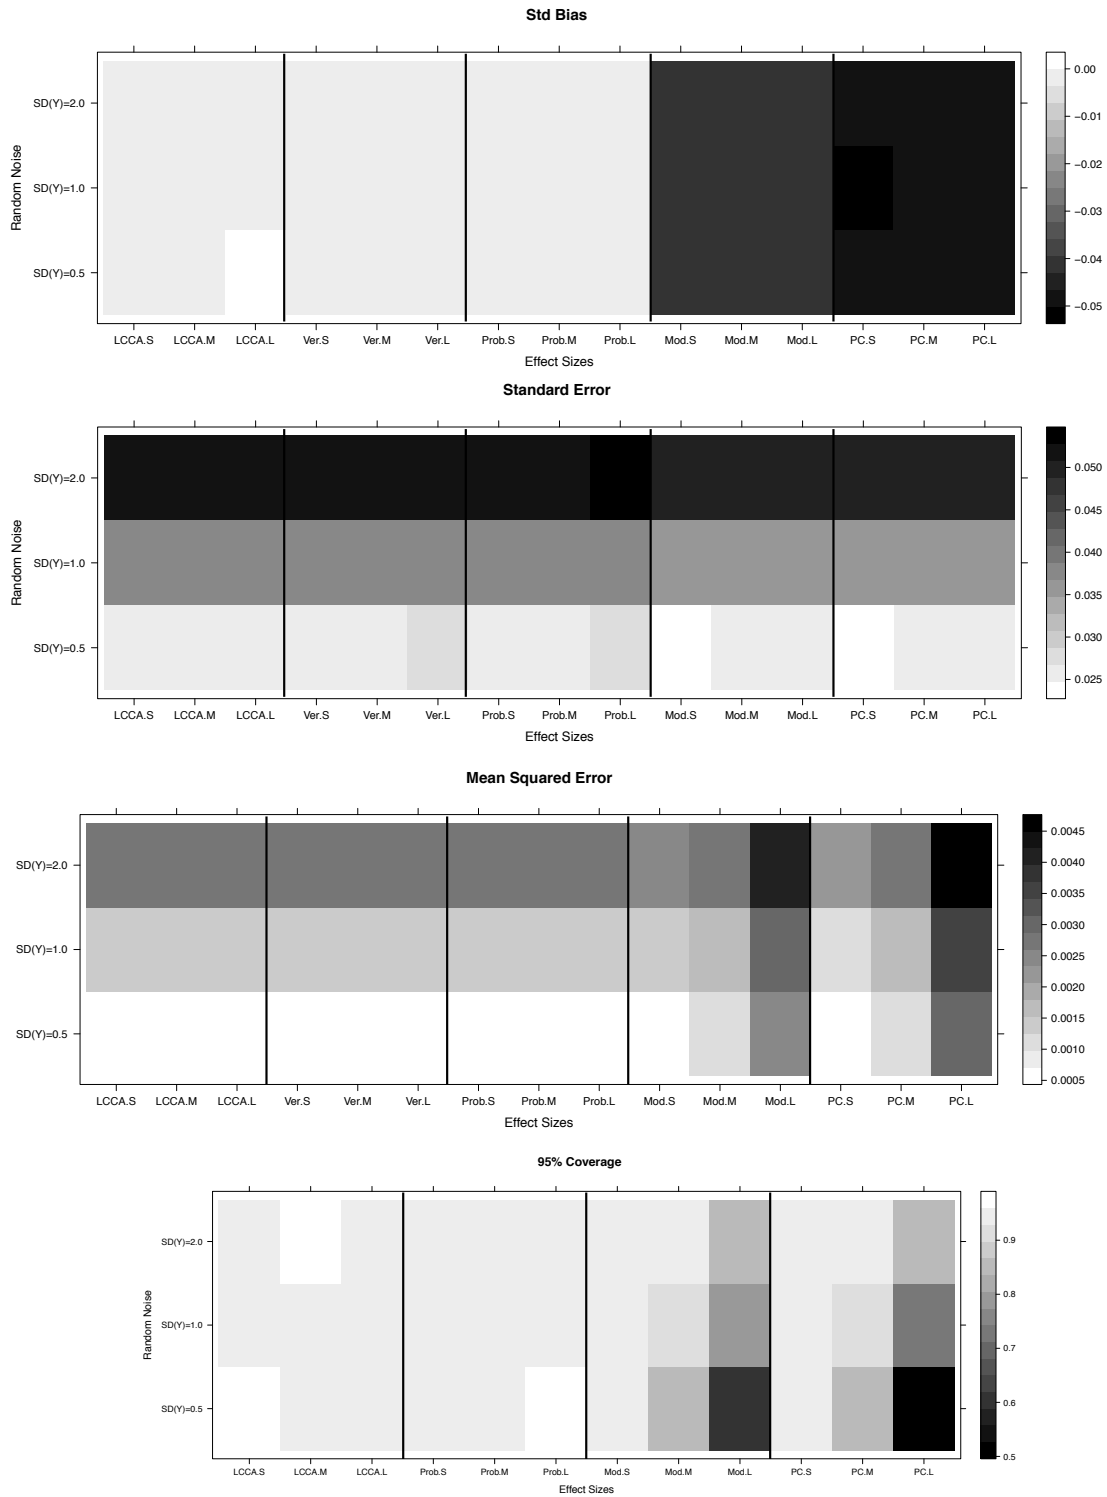 Std Bias
Random Noise
SD(Y)=2.0
SD(Y)=1.0
SD(Y)=0.5
0.00
−0.01
−0.02
−0.03
−0.04
−0.05
LCCA.S LCCA.M LCCA.L Ver.S Ver.M Ver.L Prob.S Prob.M Prob.L Mod.S Mod.M Mod.L PC.S PC.M PC.L
Effect Sizes
Standard Error
Random Noise
SD(Y)=2.0
SD(Y)=1.0
SD(Y)=0.5
0.050
0.045
0.040
0.035
0.030
0.025
LCCA.S LCCA.M LCCA.L Ver.S Ver.M Ver.L Prob.S Prob.M Prob.L Mod.S Mod.M Mod.L PC.S PC.M PC.L
Effect Sizes
Mean Squared Error
SD(Y)=2.0
SD(Y)=1.0
SD(Y)=0.5
0.0045
0.0040
0.0035
0.0030
0.0025
0.0020
0.0015
0.0010
0.0005
LCCA.S LCCA.M LCCA.L Ver.S Ver.M Ver.L Prob.S Prob.M Prob.L Mod.S Mod.M Mod.L PC.S PC.M PC.L
Effect Sizes
95% Coverage
Random Noise
SD(Y)=2.0
SD(Y)=1.0
SD(Y)=0.5
0.9
0.8
0.7
0.6
0.5
LCCA.S LCCA.M LCCA.L Prob.S Prob.M Prob.L Mod.S Mod.M Mod.L PC.S PC.M PC.L
Effect Sizes